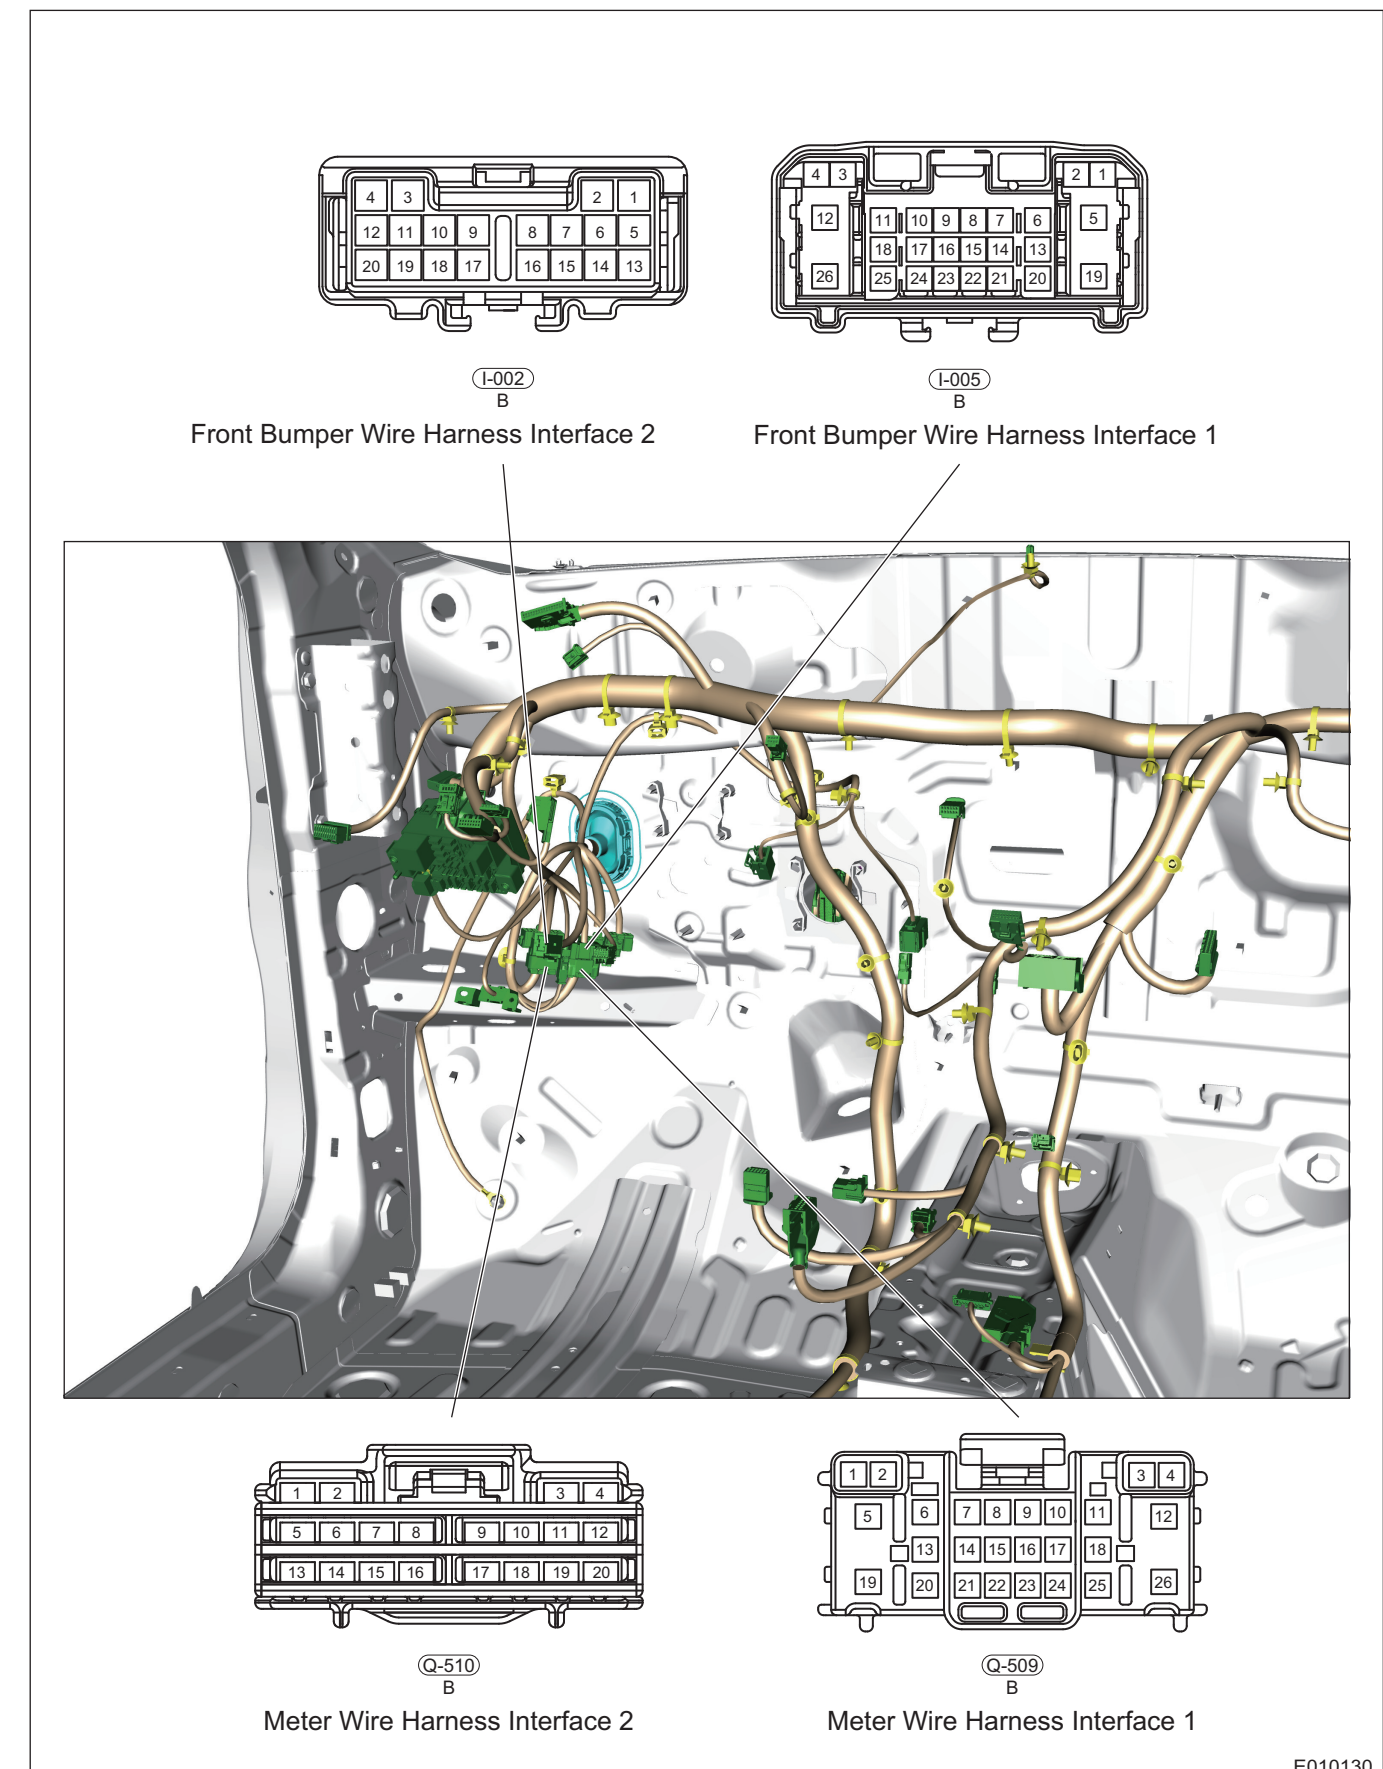 4 3 2 1
12 11 10 9 8 7 6 5
20 19 18 17 16 15 14 13
I-002
B
Front Bumper Wire Harness Interface 2
4 3 2 1
12 11 10 9 8 7 6 5
18 17 16 15 14 13
26 25 24 23 22 21 20 19
I-005
B
Front Bumper Wire Harness Interface 1
1 2 3 4
5 6 7 8 9 10 11 12
13 14 15 16 17 18 19 20
Q-510
B
Meter Wire Harness Interface 2
1 2 3 4
5 6 7 8 9 10 11 12
13 14 15 16 17 18
19 20 21 22 23 24 25 26
Q-509
B
Meter Wire Harness Interface 1
E010130